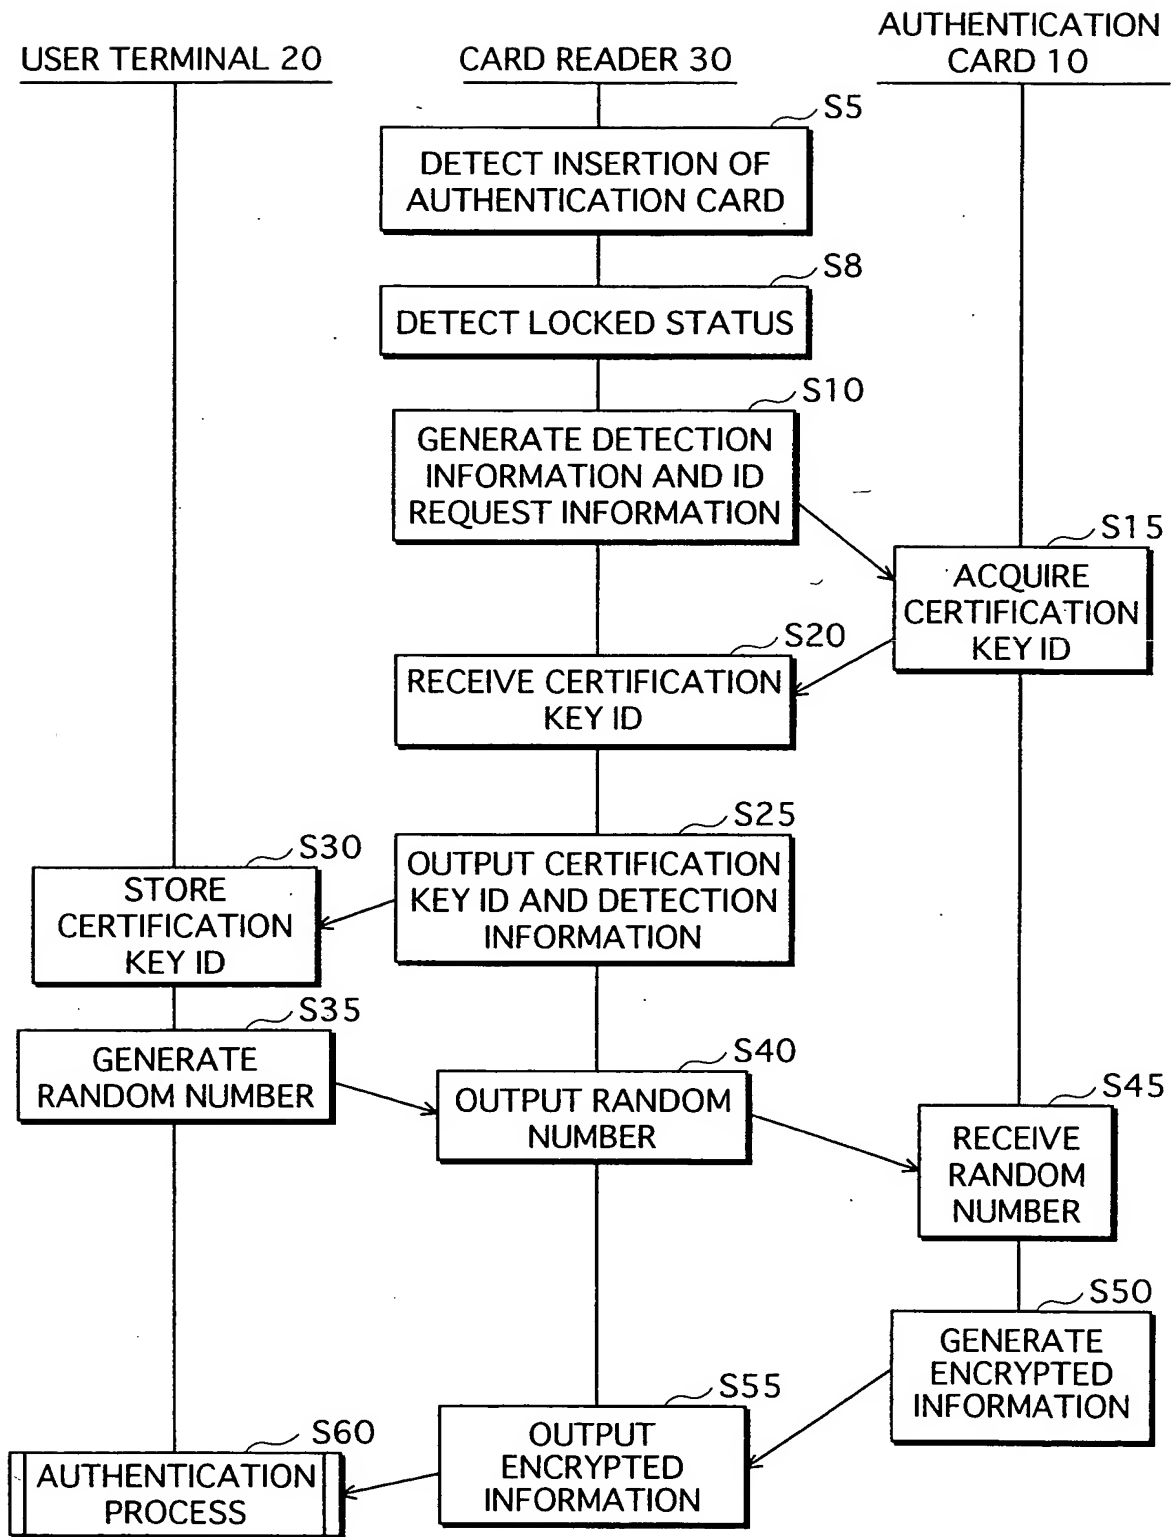 USER TERMINAL 20
CARD READER 30
AUTHENTICATION
CARD 10
S5
DETECT INSERTION OF
AUTHENTICATION CARD
S8
DETECT LOCKED STATUS
S10
GENERATE DETECTION
INFORMATION AND ID
REQUEST INFORMATION
S15
ACQUIRE
CERTIFICATION
KEY ID
S20
RECEIVE CERTIFICATION
KEY ID
S25
OUTPUT CERTIFICATION
KEY ID AND DETECTION
INFORMATION
S30
STORE
CERTIFICATION
KEY ID
S35
GENERATE
RANDOM NUMBER
S40
OUTPUT RANDOM
NUMBER
S45
RECEIVE
RANDOM
NUMBER
S50
GENERATE
ENCRYPTED
INFORMATION
S55
OUTPUT
ENCRYPTED
INFORMATION
S60
AUTHENTICATION
PROCESS